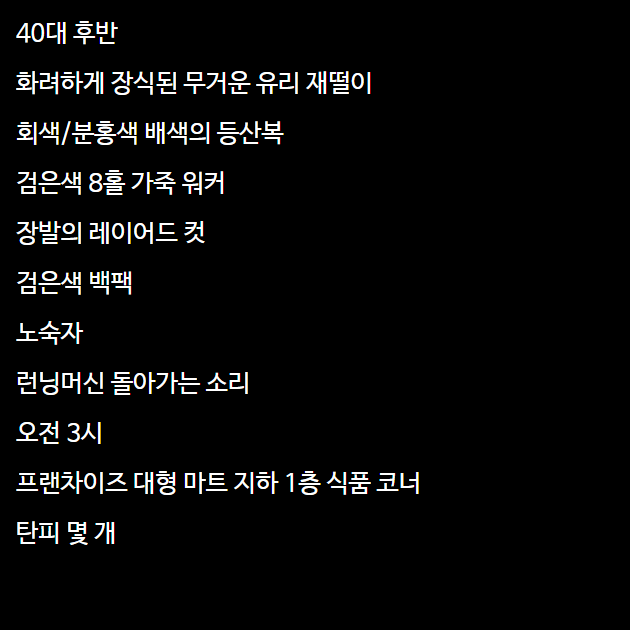 40대 후반
화려하게 장식된 무거운 유리 재떨이
회색/분홍색 배색의 등산복
검은색 8홀 가죽 워커
장발의 레이어드 컷
검은색 백팩
노숙자
런닝머신 돌아가는 소리
오전 3시
프랜차이즈 대형 마트 지하 1층 식품 코너
탄피 몇 개